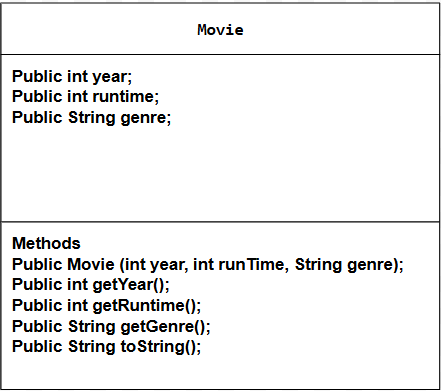 Movie
Public int year;
Public int runtime;
Public String genre;
Methods
Public Movie (int year, int runTime, String genre);
Public int getYear();
Public int getRuntime();
Public String getGenre();
Public String toString();